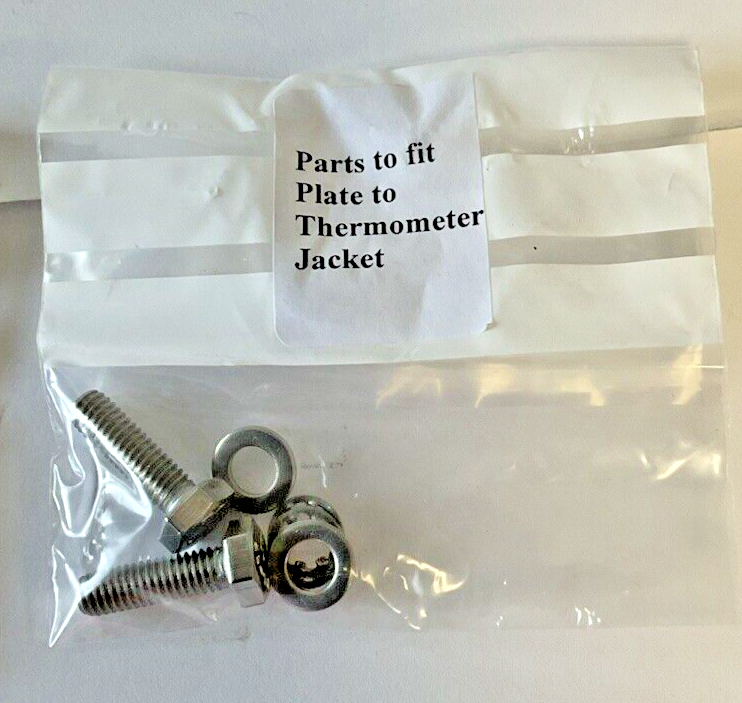 Parts to fit
Plate to
Thermometer
Jacket